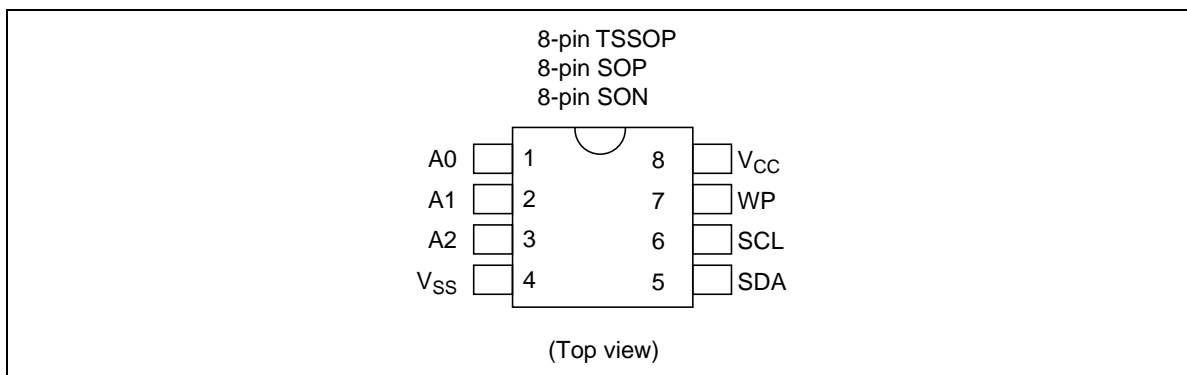 8-pin TSSOP
8-pin SOP
8-pin SON
A0 1 8 VCC
A1 2 7 WP
A2 3 6 SCL
VSS 4 5 SDA
(Top view)